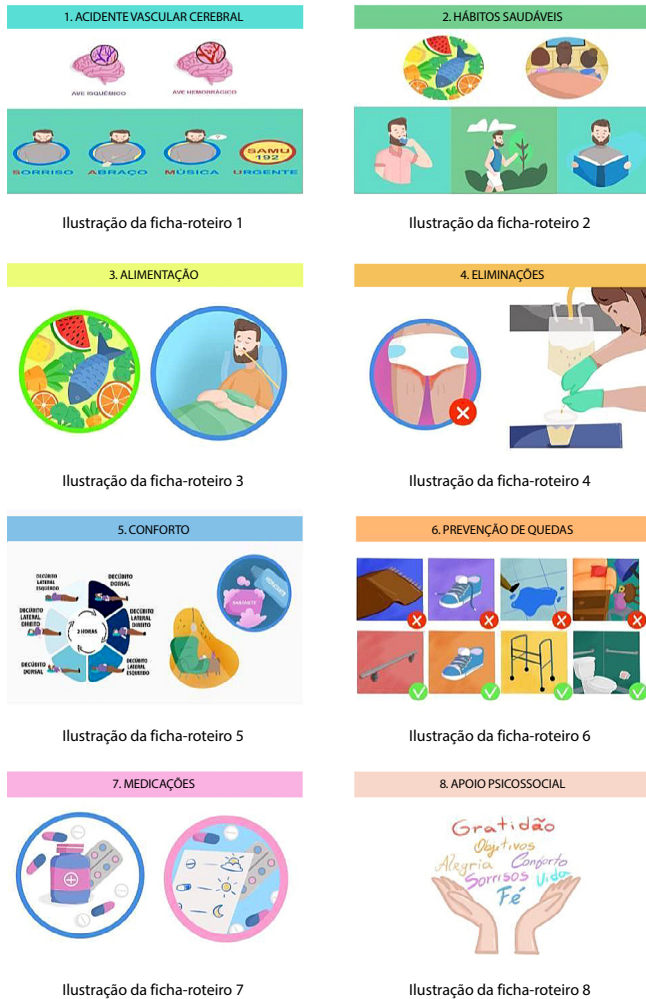 1. ACIDENTE VASCULAR CEREBRAL
AVE ISQUÊMICO
AVE HEMORRÁGICO
?
SORRISO
ABRAÇO
MÚSICA
URGENTE
SAMU
192
Ilustração da ficha-roteiro 1
2. HÁBITOS SAUDÁVEIS
Ilustração da ficha-roteiro 2
3. ALIMENTAÇÃO
Ilustração da ficha-roteiro 3
4. ELIMINAÇÕES
Ilustração da ficha-roteiro 4
5. CONFORTO
DECÚBITO
LATERAL
ESQUERDO
DECÚBITO
DORSAL
DECÚBITO
LATERAL
DIREITO
DECÚBITO
LATERAL
DIREITO
DECÚBITO
DORSAL
DECÚBITO
LATERAL
ESQUERDO
HORAS
SABONETE
Ilustração da ficha-roteiro 5
6. PREVENÇÃO DE QUEDAS
Ilustração da ficha-roteiro 6
7. MEDICAÇÕES
Ilustração da ficha-roteiro 7
8. APOIO PSICOSSOCIAL
Gratidão
Objetivos
Alegria Conforto
Sorrisos Vida
Fé
Ilustração da ficha-roteiro 8